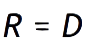 R = D